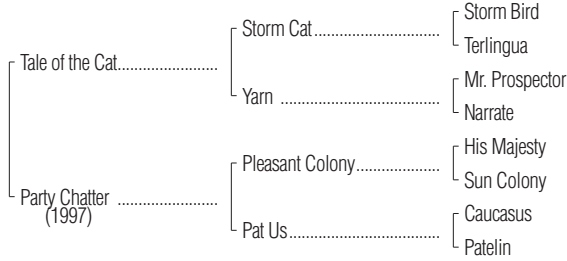 Storm Bird
Storm Cat
Terlingua
Tale of the Cat
Mr. Prospector
Yarn
Narrate
His Majesty
Pleasant Colony
Sun Colony
Party Chatter
(1997)
Caucasus
Pat Us
Patelin